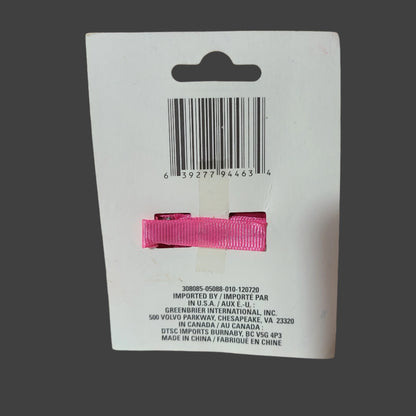 6 39277 94463 4
308085-05088-010-120720
IMPORTED BY / IMPORTE PAR
IN U.S.A. / AUX É.-U. :
GREENBRIER INTERNATIONAL, INC.
500 VOLVO PARKWAY, CHESAPEAKE, VA 23320
IN CANADA / AU CANADA :
DTSC IMPORTS BURNABY, BC V5G 4P3
MADE IN CHINA / FABRIQUÉ EN CHINE